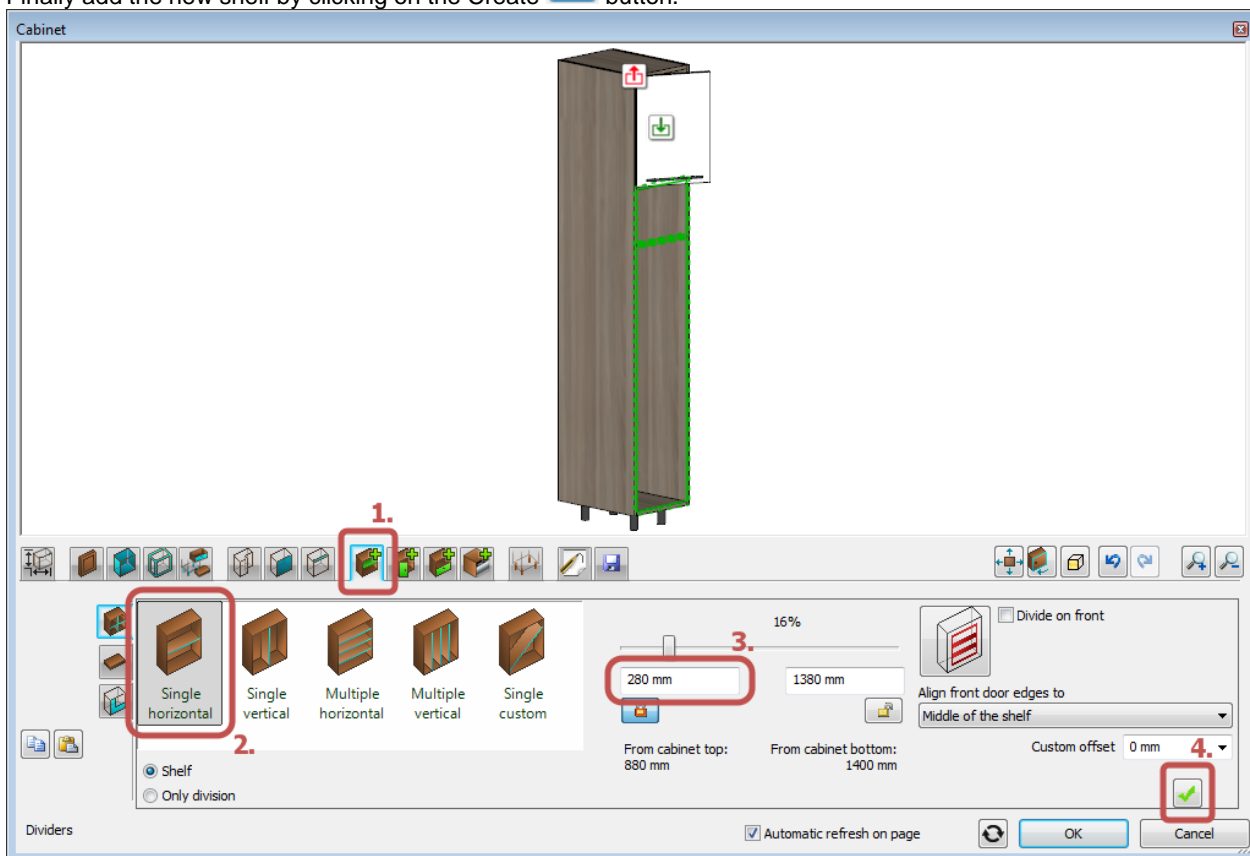 Finally add the new shelf by clicking on the Create button.
Cabinet
1.
16%
Divide on front
3.
280 mm
1380 mm
Single horizontal
Single vertical
Multiple horizontal
Multiple vertical
Single custom
Align front door edges to
Middle of the shelf
2.
From cabinet top:
880 mm
From cabinet bottom:
1400 mm
Custom offset 0 mm
4.
Shelf
Only division
Dividers
Automatic refresh on page
OK
Cancel